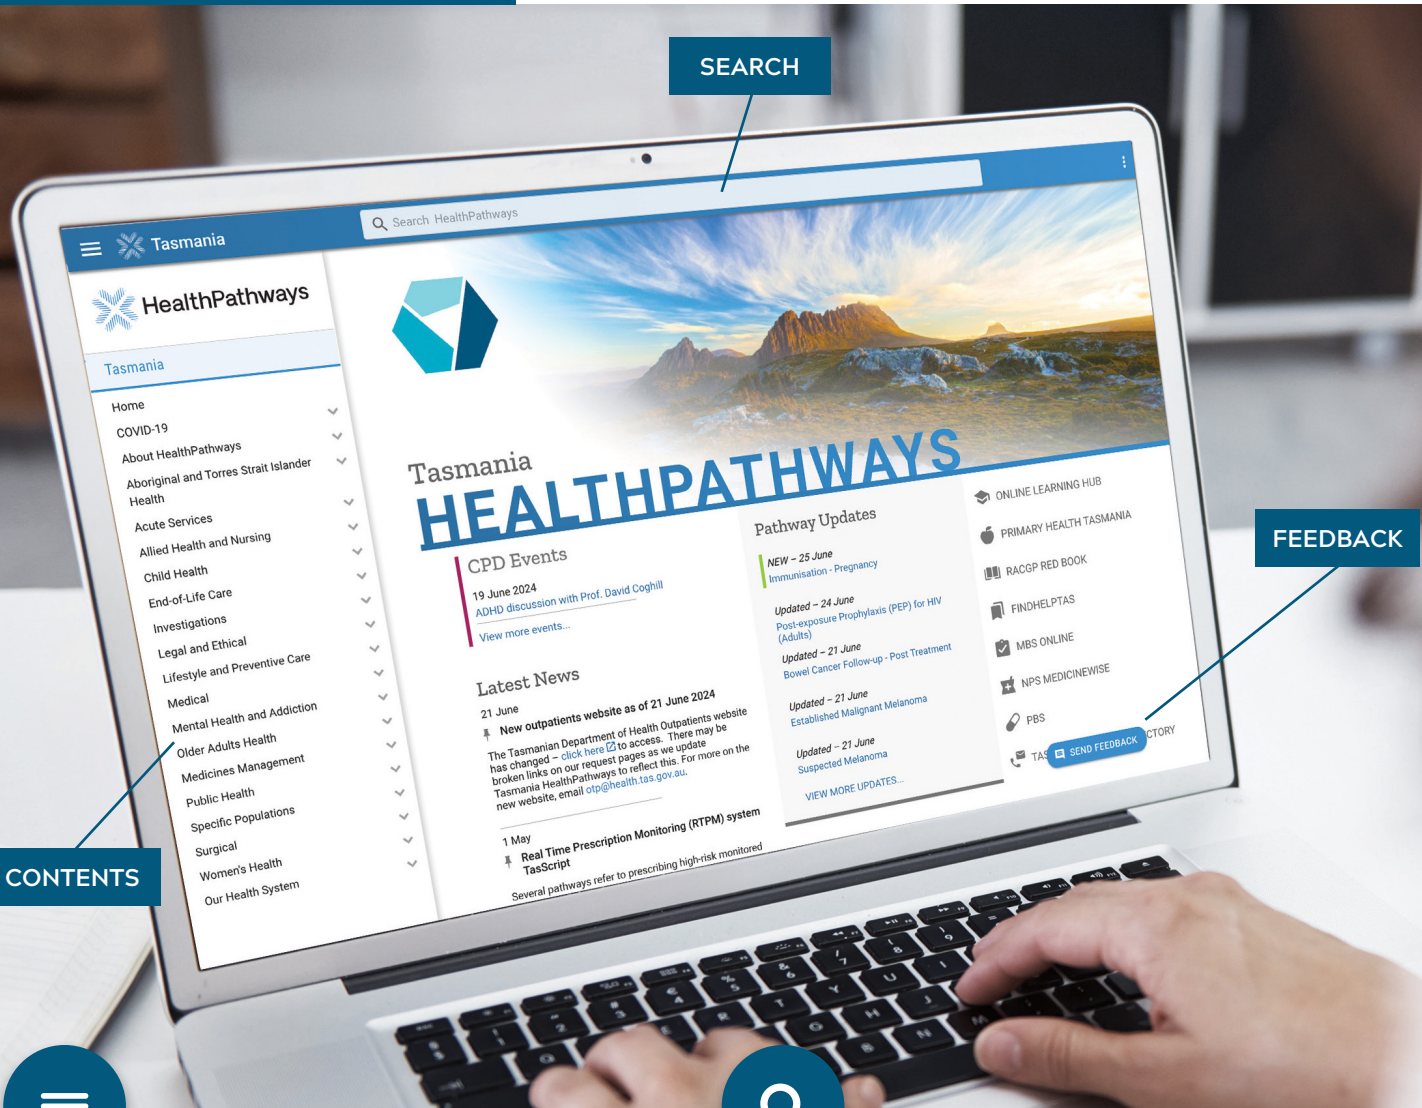 SEARCH
Search HealthPathways
Tasmania
HealthPathways
Tasmania
Home
COVID-19
About HealthPathways
Aboriginal and Torres Strait Islander
Health
Acute Services
Allied Health and Nursing
Child Health
End-of-Life Care
Investigations
Legal and Ethical
Lifestyle and Preventive Care
Medical
Mental Health and Addiction
Older Adults Health
Medicines Management
Public Health
Specific Populations
Surgical
Women's Health
Our Health System
CONTENTS
Tasmania
HEALTHPATHWAYS
CPD Events
19 June 2024
ADHD discussion with Prof. David Coghill
View more events...
Latest News
21 June
New outpatients website as of 21 June 2024
The Tasmanian Department of Health Outpatients website
has changed – click here to access. There may be
broken links on our request pages as we update
Tasmania HealthPathways to reflect this. For more on the
new website, email otp@health.tas.gov.au.
1 May
Real Time Prescription Monitoring (RTPM) system
TasScript
Several pathways refer to prescribing high-risk monitored
Pathway Updates
NEW – 25 June
Immunisation - Pregnancy
Updated – 24 June
Post-exposure Prophylaxis (PEP) for HIV
(Adults)
Updated – 21 June
Bowel Cancer Follow-up - Post Treatment
Updated – 21 June
Established Malignant Melanoma
Updated – 21 June
Suspected Melanoma
VIEW MORE UPDATES...
ONLINE LEARNING HUB
PRIMARY HEALTH TASMANIA
RACGP RED BOOK
FINDHELPTAS
MBS ONLINE
NPS MEDICINEWISE
PBS
SEND FEEDBACK
FEEDBACK